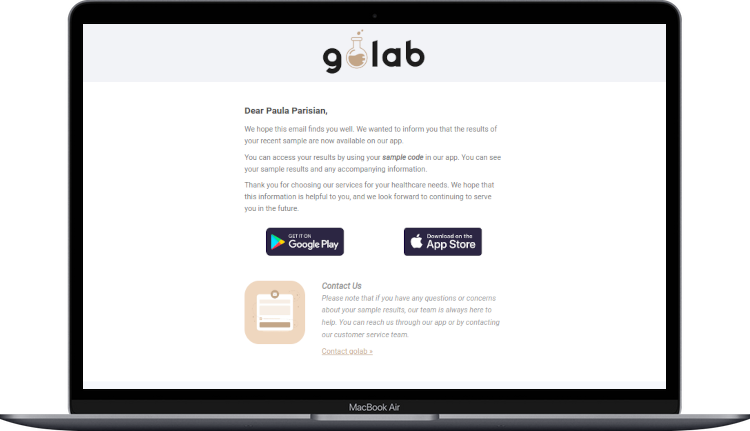 golab
Dear Paula Parisian,
We hope this email finds you well. We wanted to inform you that the results of
your recent sample are now available on our app.
You can access your results by using your sample code in our app. You can see
your sample results and any accompanying information.
Thank you for choosing our services for your healthcare needs. We hope that
this information is helpful to you, and we look forward to continuing to serve
you in the future.
GET IT ON
Google Play
Download on the
App Store
Contact Us
Please note that if you have any questions or concerns
about your sample results, our team is always here to
help. You can reach us through our app or by contacting
our customer service team.
Contact golab »
MacBook Air